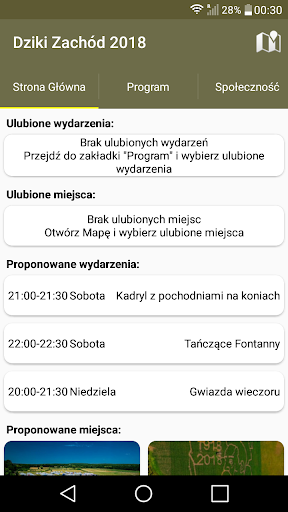 28% 00:30
Dziki Zachód 2018
Strona Główna Program Społeczność
Ulubione wydarzenia:
Brak ulubionych wydarzeń
Przejdź do zakładki "Program" i wybierz ulubione
wydarzenia
Ulubione miejsca:
Brak ulubionych miejsc
Otwórz Mapę i wybierz ulubione miejsca
Proponowane wydarzenia:
21:00-21:30 Sobota Kadryl z pochodniami na koniach
22:00-22:30 Sobota Tańczące Fontanny
20:00-21:30 Niedziela Gwiazda wieczoru
Proponowane miejsca:
2018